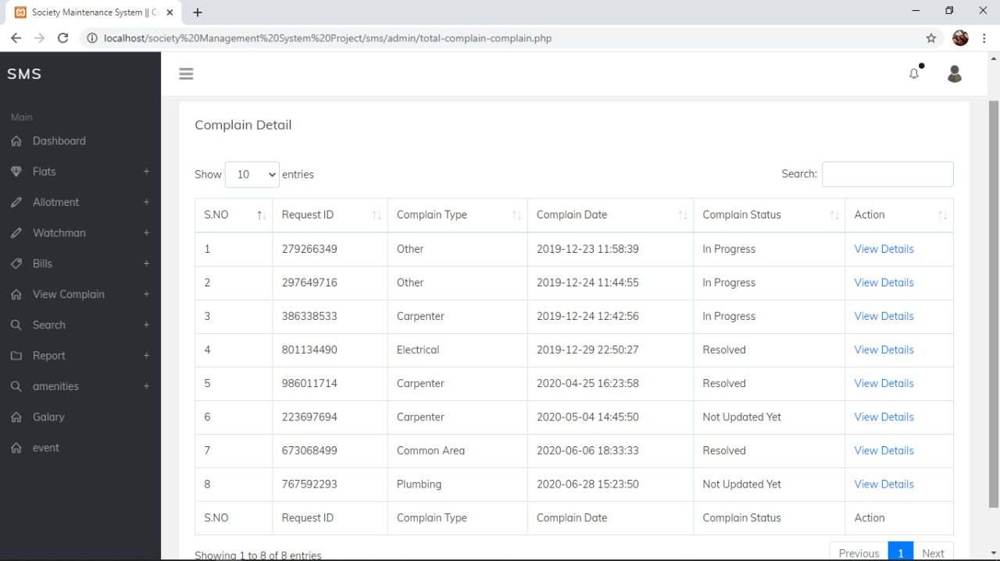 Society Maintenance System || Co
localhost/society%20Management%20System%20Project/sms/admin/total-complain-complain.php
SMS
Main
Dashboard
Flats +
Allotment +
Watchman +
Bills +
View Complain +
Search +
Report +
amenities +
Galary
event
Complain Detail
Show 10 entries Search:
S.NO Request ID Complain Type Complain Date Complain Status Action
1 279266349 Other 2019-12-23 11:58:39 In Progress View Details
2 297649716 Other 2019-12-24 11:44:55 In Progress View Details
3 386338533 Carpenter 2019-12-24 12:42:56 In Progress View Details
4 801134490 Electrical 2019-12-29 22:50:27 Resolved View Details
5 986011714 Carpenter 2020-04-25 16:23:58 Resolved View Details
6 223697694 Carpenter 2020-05-04 14:45:50 Not Updated Yet View Details
7 673068499 Common Area 2020-06-06 18:33:33 Resolved View Details
8 767592293 Plumbing 2020-06-28 15:23:50 Not Updated Yet View Details
S.NO Request ID Complain Type Complain Date Complain Status Action
Showing 1 to 8 of 8 entries Previous 1 Next